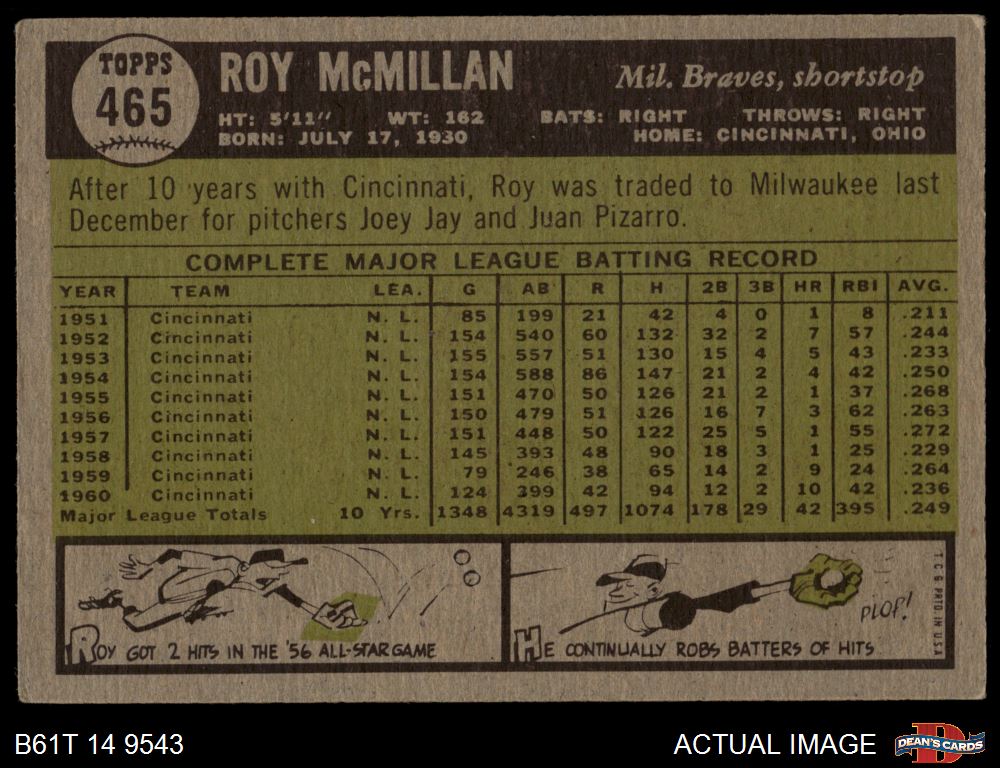 TOPPS
465
ROY McMILLAN
Mil. Braves, shortstop
HT: 5'11" WT: 162 BATS: RIGHT THROWS: RIGHT
BORN: JULY 17, 1930 HOME: CINCINNATI, OHIO
After 10 years with Cincinnati, Roy was traded to Milwaukee last
December for pitchers Joey Jay and Juan Pizarro.
COMPLETE MAJOR LEAGUE BATTING RECORD
YEAR TEAM LEA. G AB R H 2B 3B HR RBI AVG.
1951 Cincinnati N. L. 85 199 21 42 4 0 1 8 .211
1952 Cincinnati N. L. 154 540 60 132 32 2 7 57 .244
1953 Cincinnati N. L. 155 557 51 130 15 4 5 43 .233
1954 Cincinnati N. L. 154 588 86 147 21 2 4 42 .250
1955 Cincinnati N. L. 151 470 50 126 21 2 1 37 .268
1956 Cincinnati N. L. 150 479 51 126 16 7 3 62 .263
1957 Cincinnati N. L. 151 448 50 122 25 5 1 55 .272
1958 Cincinnati N. L. 145 393 48 90 18 3 1 25 .229
1959 Cincinnati N. L. 79 246 38 65 14 2 9 24 .264
1960 Cincinnati N. L. 124 399 42 94 12 2 10 42 .236
Major League Totals 10 Yrs. 1348 4319 497 1074 178 29 42 395 .249
ROY GOT 2 HITS IN THE '56 ALL-STAR GAME
PLOP!
HE CONTINUALLY ROBS BATTERS OF HITS
T.C.G. PRTD. IN U.S.A.
B61T 14 9543
ACTUAL IMAGE
D
DEAN'S CARDS